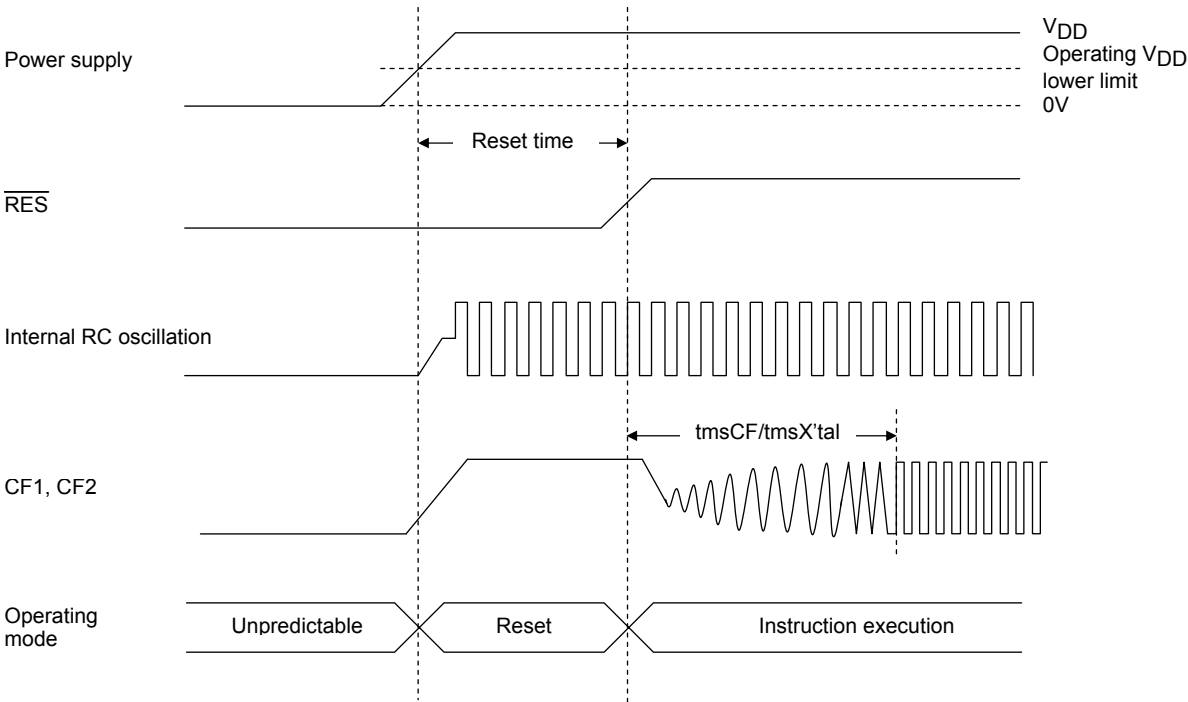 Power supply
VDD
Operating VDD
lower limit
0V
Reset time
RES
Internal RC oscillation
tmsCF/tmsX'tal
CF1, CF2
Operating
mode
Unpredictable
Reset
Instruction execution